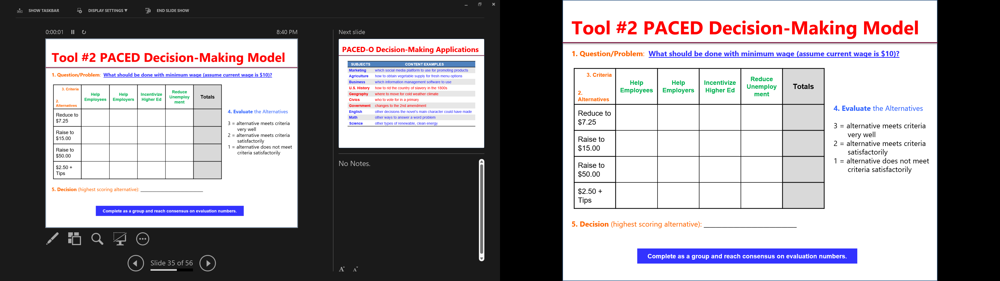 SHOW TASKBAR
DISPLAY SETTINGS ▼
END SLIDE SHOW
0:00:01
8:40 PM
Tool #2 PACED Decision-Making Model
1. Question/Problem: What should be done with minimum wage (assume current wage is $10)?
3. Criteria
2.
Alternatives
Help
Employees
Help
Employers
Incentivize
Higher Ed
Reduce
Unemploy
ment
Totals
Reduce to
$7.25
Raise to
$15.00
Raise to
$50.00
$2.50 +
Tips
4. Evaluate the Alternatives
3 = alternative meets criteria
very well
2 = alternative meets criteria
satisfactorily
1 = alternative does not meet
criteria satisfactorily
5. Decision (highest scoring alternative): ____________________
Complete as a group and reach consensus on evaluation numbers.
Slide 35 of 56
Next slide
PACED-O Decision-Making Applications
SUBJECTS CONTENT EXAMPLES
Marketing which social media platform to use for promoting products
Agriculture how to obtain vegetable supply for fresh menu options
Business which information management software to use
U.S. History how to rid the country of slavery in the 1800s
Geography where to move for cold weather climate
Civics who to vote for in a primary
Government changes to the 2nd amendment
English other decisions the novel's main character could have made
Math other ways to answer a word problem
Science other types of renewable, clean energy
No Notes.
A A
Tool #2 PACED Decision-Making Model
1. Question/Problem: What should be done with minimum wage (assume current wage is $10)?
3. Criteria
2.
Alternatives
Help
Employees
Help
Employers
Incentivize
Higher Ed
Reduce
Unemploy
ment
Totals
Reduce to
$7.25
Raise to
$15.00
Raise to
$50.00
$2.50 +
Tips
4. Evaluate the Alternatives
3 = alternative meets criteria
very well
2 = alternative meets criteria
satisfactorily
1 = alternative does not meet
criteria satisfactorily
5. Decision (highest scoring alternative): ____________________
Complete as a group and reach consensus on evaluation numbers.